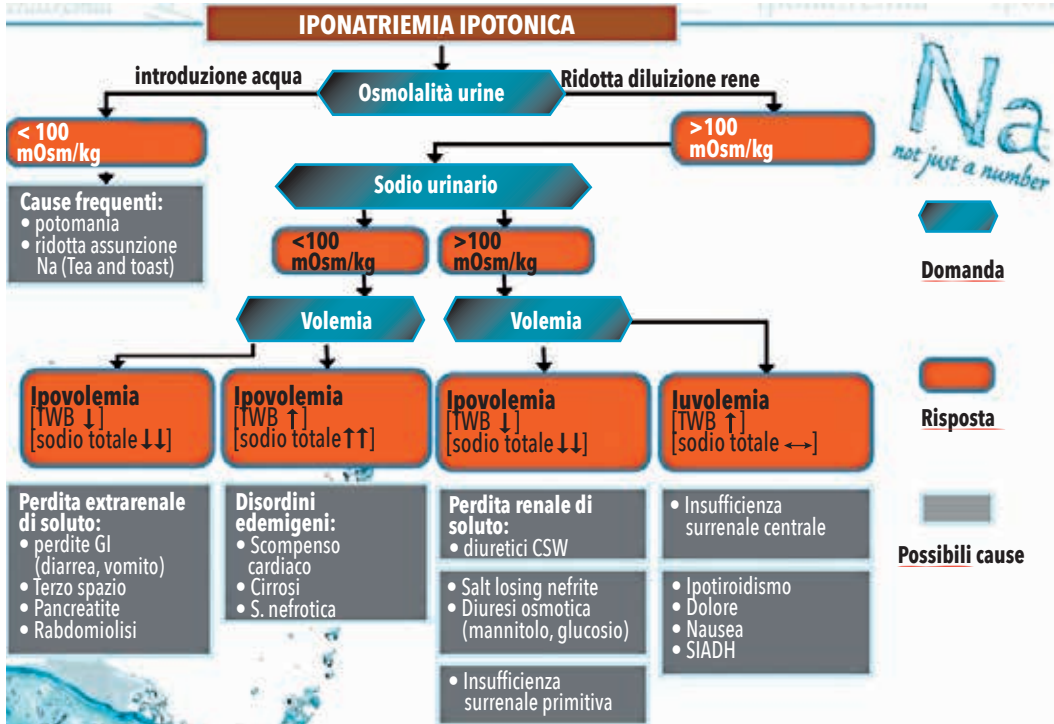 IPONATRIEMIA IPOTONICA
introduzione acqua
Osmolalità urine
Ridotta diluizione rene
< 100
mOsm/kg
>100
mOsm/kg
Na
not just a number
Cause frequenti:
• potomania
• ridotta assunzione
Na (Tea and toast)
Sodio urinario
<100
mOsm/kg
>100
mOsm/kg
Domanda
Volemia
Volemia
Ipovolemia
[TWB ↓]
[sodio totale ↓↓]
Ipovolemia
[TWB ↑]
[sodio totale ↑↑]
Ipovolemia
[TWB ↓]
[sodio totale ↓↓]
Iuvolemia
[TWB ↑]
[sodio totale ↔]
Risposta
Perdita extrarenale
di soluto:
• perdite GI
(diarrea, vomito)
• Terzo spazio
• Pancreatite
• Rabdomiolisi
Disordini
edemigeni:
• Scompenso
cardiaco
• Cirrosi
• S. nefrotica
Perdita renale di
soluto:
• diuretici CSW
• Salt losing nefrite
• Diuresi osmotica
(mannitolo, glucosio)
• Insufficienza
surrenale primitiva
• Insufficienza
surrenale centrale
• Ipotiroidismo
• Dolore
• Nausea
• SIADH
Possibili cause